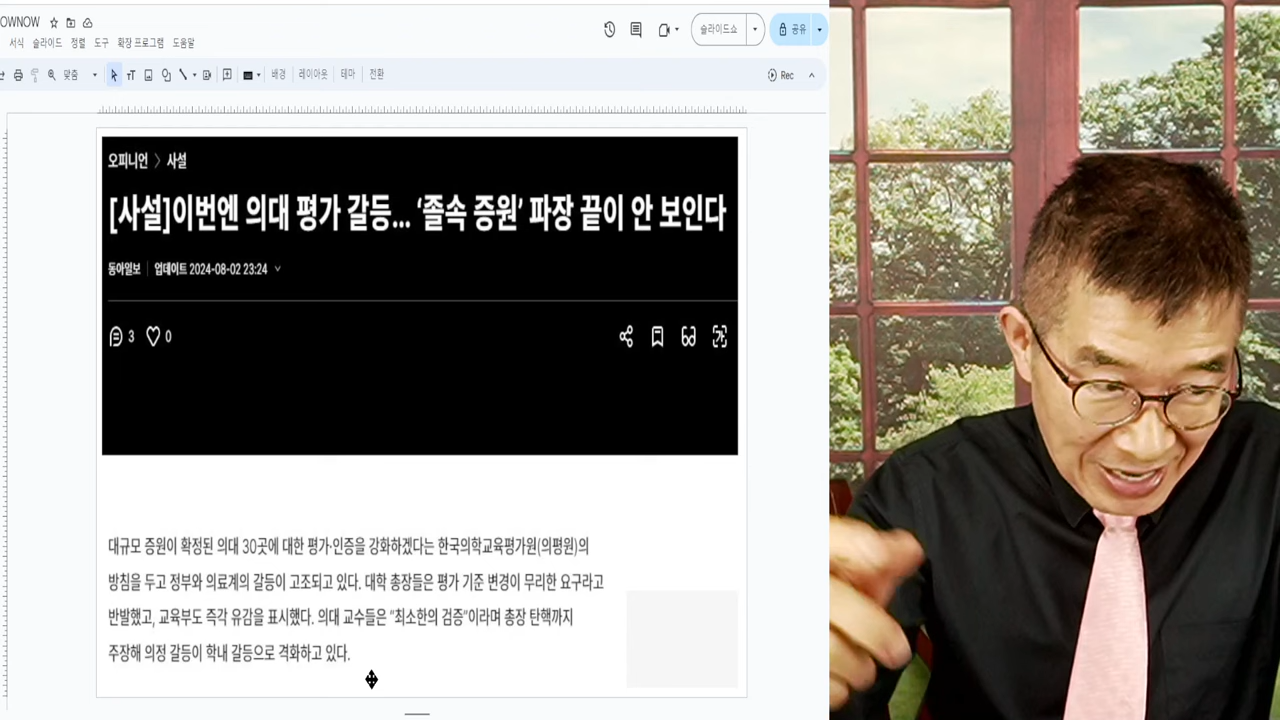 OWNOW
서식 슬라이드 정렬 도구 확장 프로그램 도움말
슬라이드쇼
공유
맞춤
배경 레이아웃 테마 전환
Rec
오피니언 > 사설
[사설]이번엔 의대 평가 갈등... ‘졸속 증원’ 파장 끝이 안 보인다
동아일보 업데이트 2024-08-02 23:24
3 0
대규모 증원이 확정된 의대 30곳에 대한 평가·인증을 강화하겠다는 한국의학교육평가원(의평원)의
방침을 두고 정부와 의료계의 갈등이 고조되고 있다. 대학 총장들은 평가 기준 변경이 무리한 요구라고
반발했고, 교육부도 즉각 유감을 표시했다. 의대 교수들은 "최소한의 검증"이라며 총장 탄핵까지
주장해 의정 갈등이 학내 갈등으로 격화하고 있다.